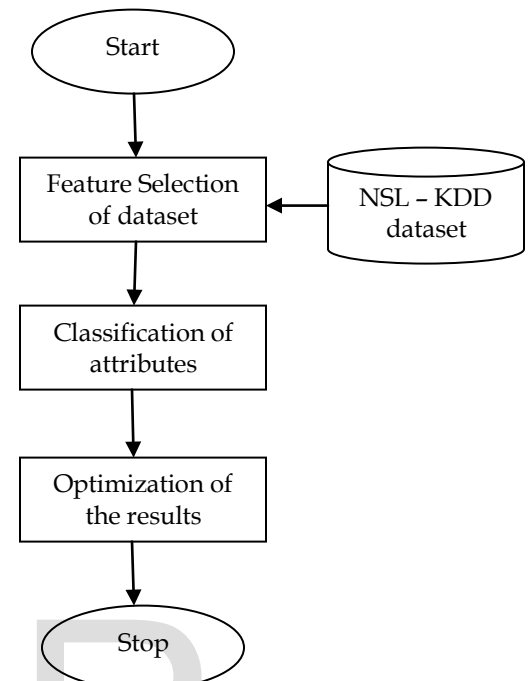 Start
Feature Selection
of dataset
NSL – KDD
dataset
Classification of
attributes
Optimization of
the results
Stop